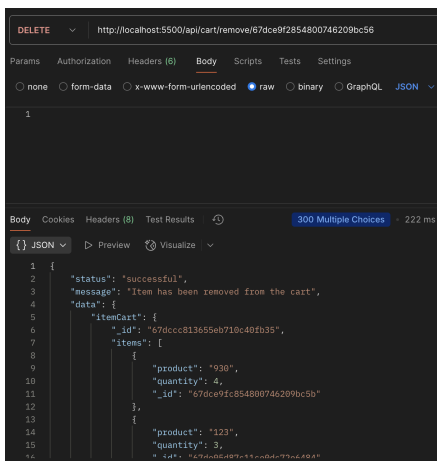 DELETE http://localhost:5500/api/cart/remove/67dce9f2854800746209bc56
Params Authorization Headers (6) Body Scripts Tests Settings
none form-data x-www-form-urlencoded raw binary GraphQL JSON
1
Body Cookies Headers (8) Test Results 300 Multiple Choices 222 ms
{} JSON Preview Visualize
1 {
2 "status": "successful",
3 "message": "Item has been removed from the cart",
4 "data": {
5 "itemCart": {
6 "_id": "67dccc813655eb710c40fb35",
7 "items": [
8 {
9 "product": "930",
10 "quantity": 4,
11 "_id": "67dce9fc854800746209bc5b"
12 },
13 {
14 "product": "123",
15 "quantity": 3,